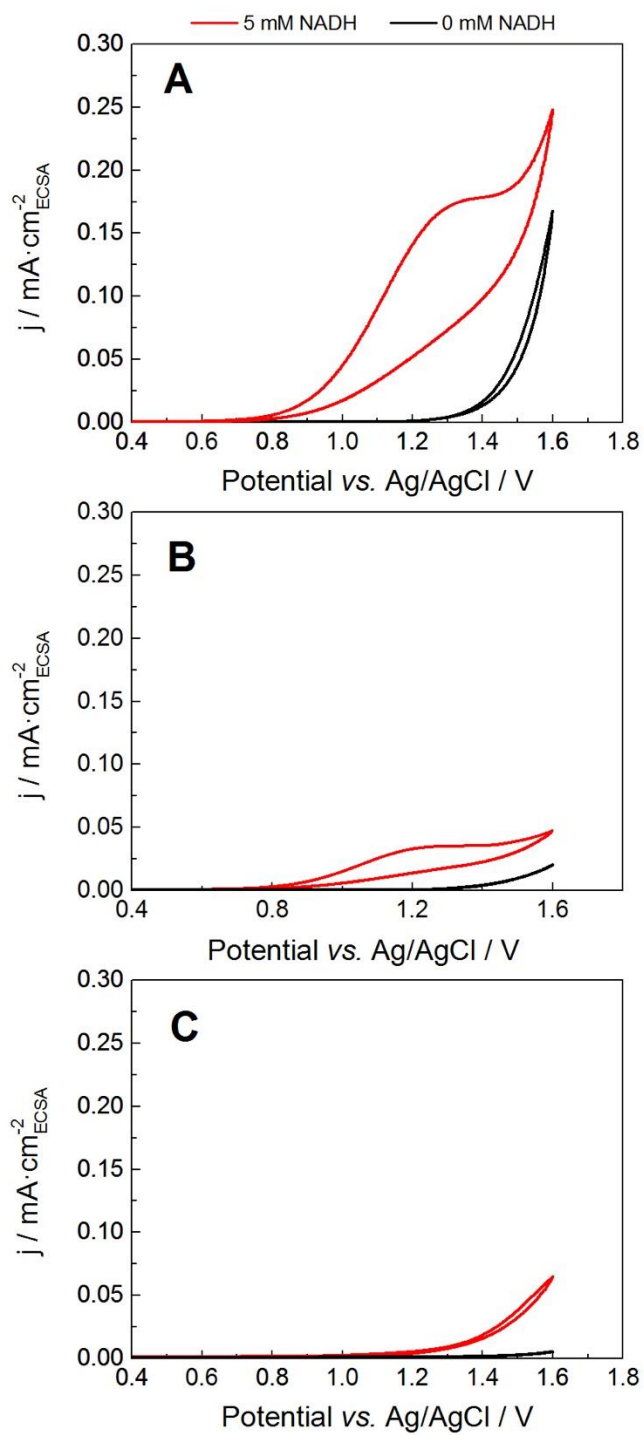 5 mM NADH 0 mM NADH
A
0.30
0.25
0.20
0.15
0.10
0.05
0.00
j / mA·cm⁻²ECSA
0.4 0.6 0.8 1.0 1.2 1.4 1.6 1.8
Potential vs. Ag/AgCl / V
B
0.30
0.25
0.20
0.15
0.10
0.05
0.00
j / mA·cm⁻²ECSA
0.4 0.8 1.2 1.6
Potential vs. Ag/AgCl / V
C
0.30
0.25
0.20
0.15
0.10
0.05
0.00
j / mA·cm⁻²ECSA
0.4 0.6 0.8 1.0 1.2 1.4 1.6 1.8
Potential vs. Ag/AgCl / V